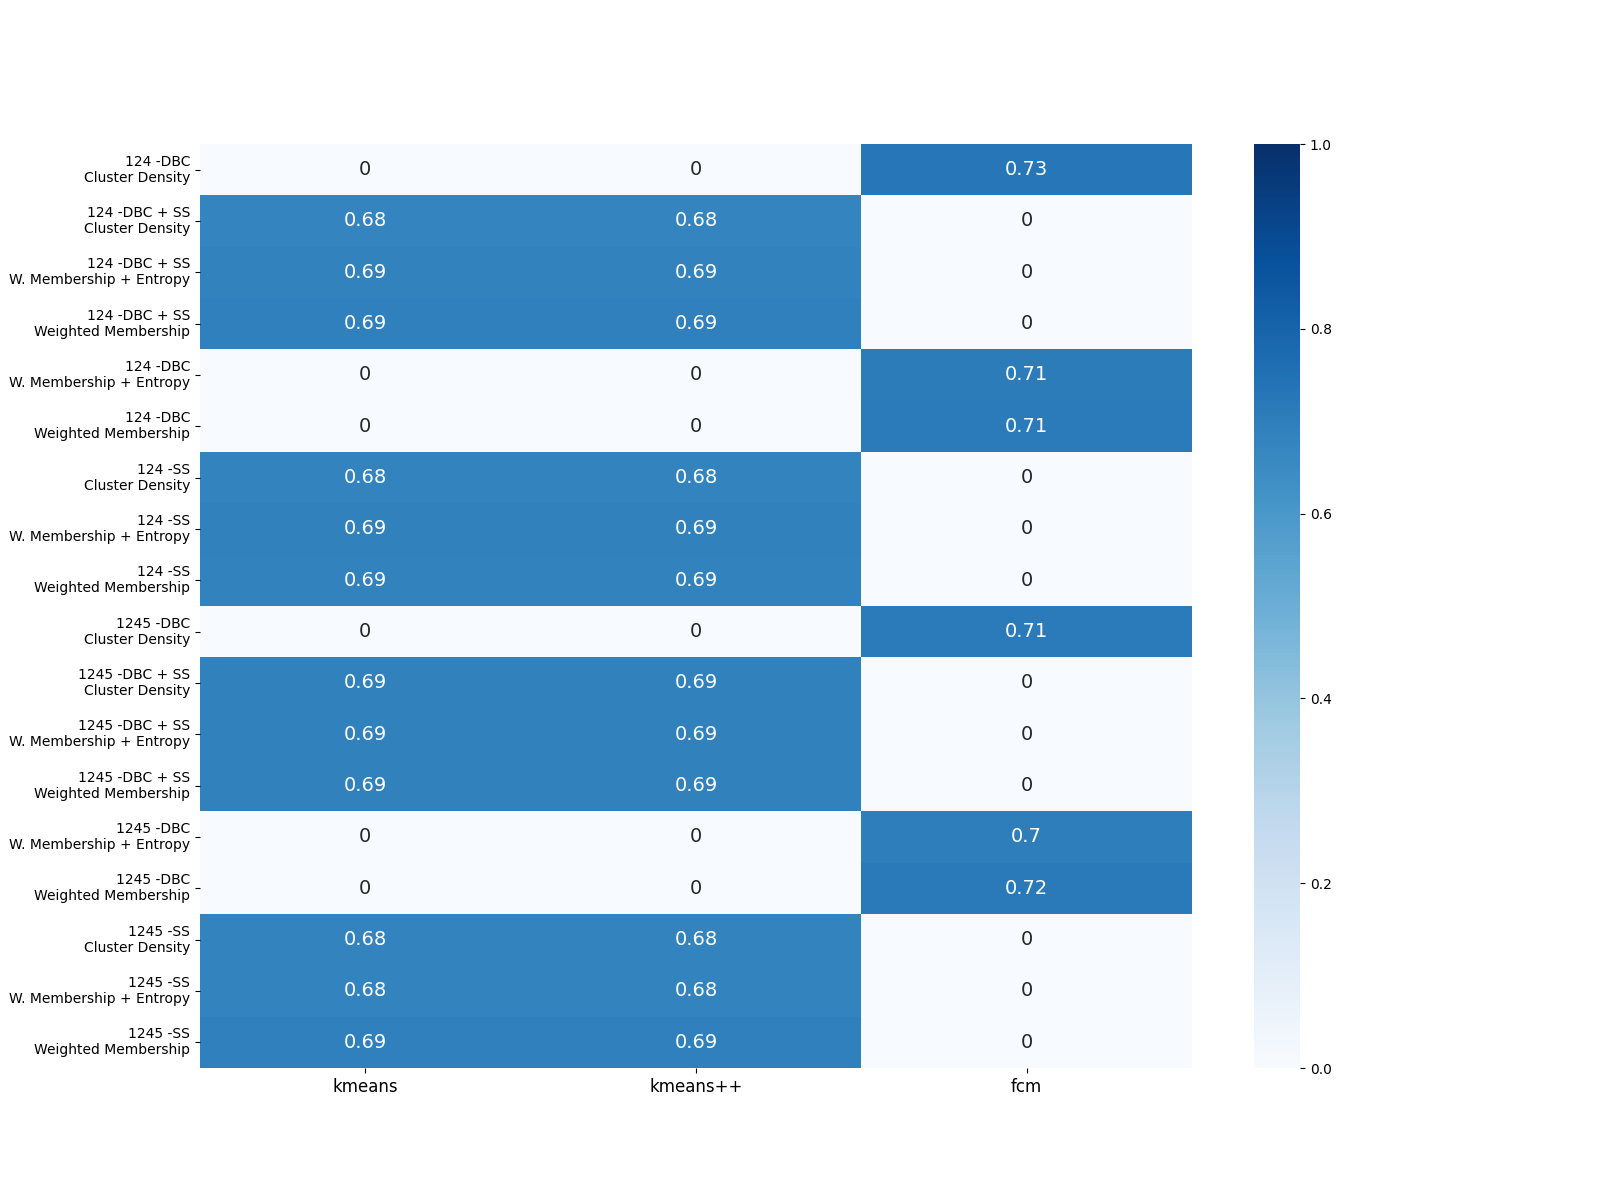 124 -DBC
Cluster Density
0 0 0.73
124 -DBC + SS
Cluster Density
0.68 0.68 0
124 -DBC + SS
W. Membership + Entropy
0.69 0.69 0
124 -DBC + SS
Weighted Membership
0.69 0.69 0
124 -DBC
W. Membership + Entropy
0 0 0.71
124 -DBC
Weighted Membership
0 0 0.71
124 -SS
Cluster Density
0.68 0.68 0
124 -SS
W. Membership + Entropy
0.69 0.69 0
124 -SS
Weighted Membership
0.69 0.69 0
1245 -DBC
Cluster Density
0 0 0.71
1245 -DBC + SS
Cluster Density
0.69 0.69 0
1245 -DBC + SS
W. Membership + Entropy
0.69 0.69 0
1245 -DBC + SS
Weighted Membership
0.69 0.69 0
1245 -DBC
W. Membership + Entropy
0 0 0.7
1245 -DBC
Weighted Membership
0 0 0.72
1245 -SS
Cluster Density
0.68 0.68 0
1245 -SS
W. Membership + Entropy
0.68 0.68 0
1245 -SS
Weighted Membership
0.69 0.69 0
kmeans kmeans++ fcm
1.0
0.8
0.6
0.4
0.2
0.0